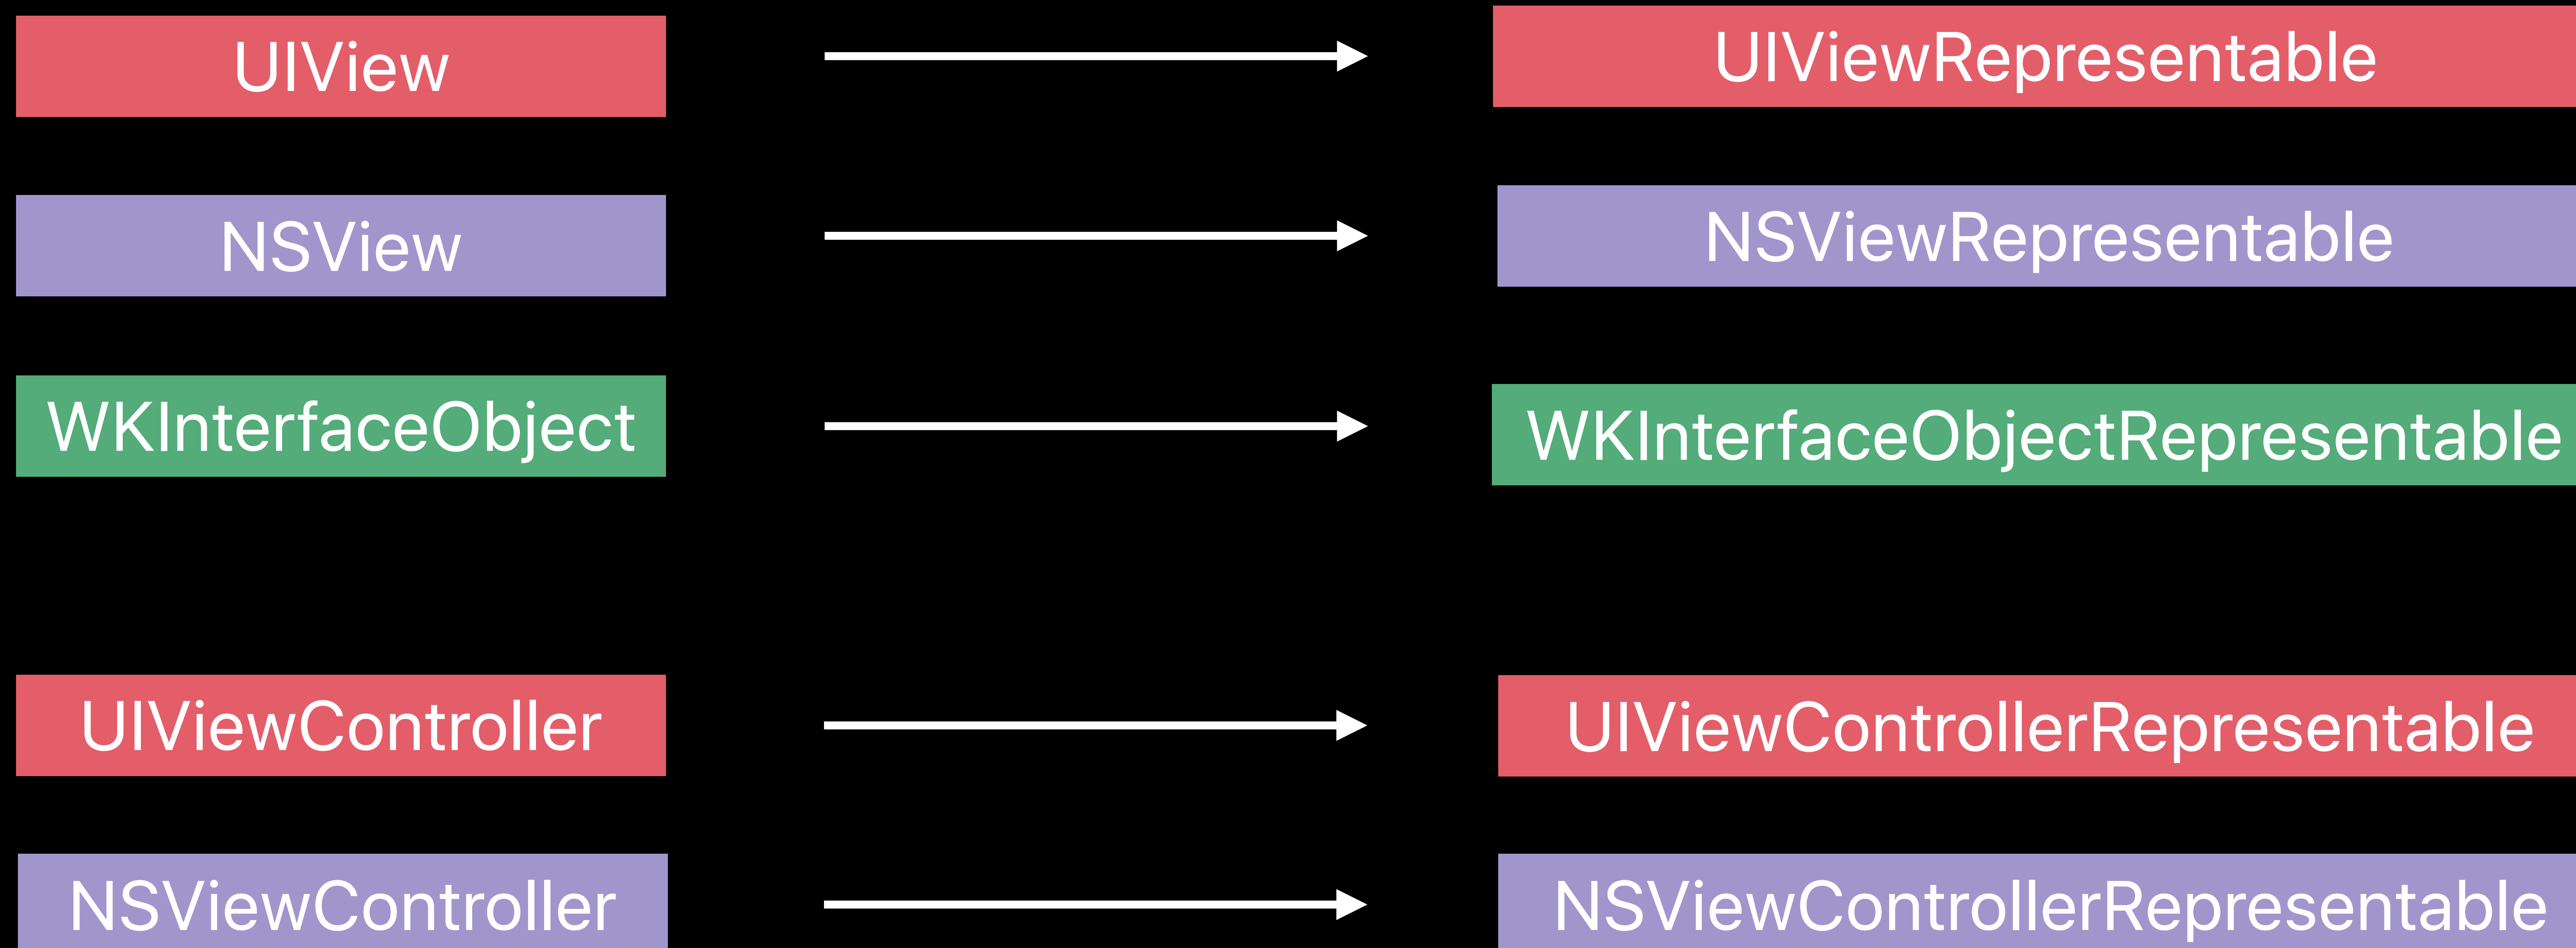 UIView
UIViewRepresentable
NSView
NSViewRepresentable
WKInterfaceObject
WKInterfaceObjectRepresentable
UIViewController
UIViewControllerRepresentable
NSViewController
NSViewControllerRepresentable